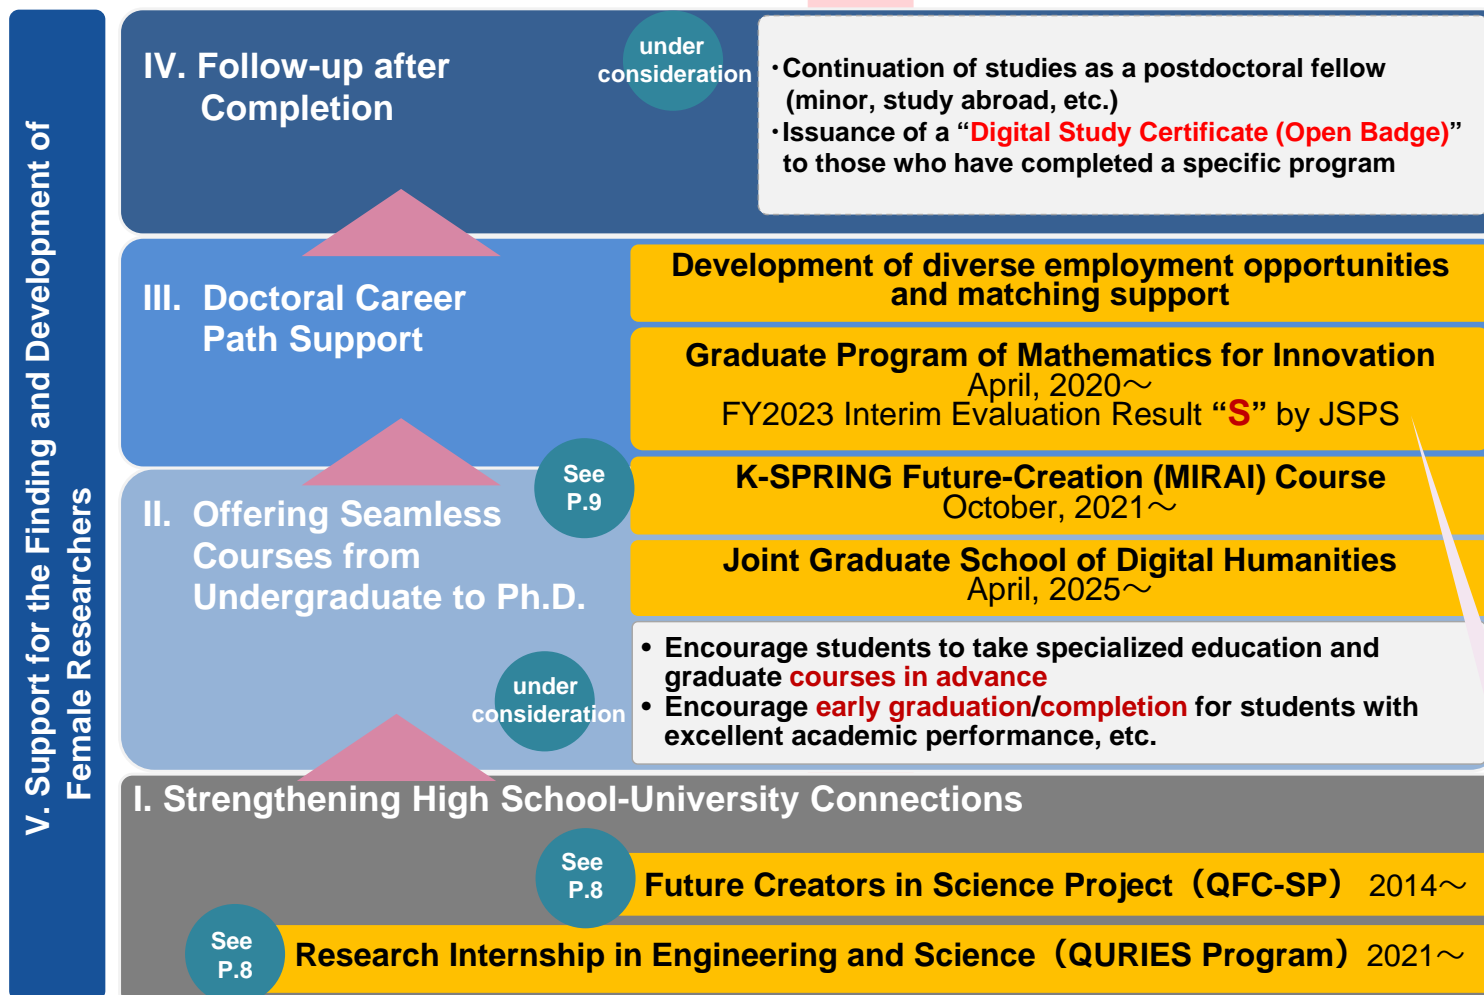 V. Support for the Finding and Development of
Female Researchers
IV. Follow-up after
Completion
under
consideration
・Continuation of studies as a postdoctoral fellow
(minor, study abroad, etc.)
・Issuance of a “Digital Study Certificate (Open Badge)”
to those who have completed a specific program
III. Doctoral Career
Path Support
Development of diverse employment opportunities
and matching support
Graduate Program of Mathematics for Innovation
April, 2020～
FY2023 Interim Evaluation Result “S” by JSPS
See
P.9
K-SPRING Future-Creation (MIRAI) Course
October, 2021～
II. Offering Seamless
Courses from
Undergraduate to Ph.D.
Joint Graduate School of Digital Humanities
April, 2025～
under
consideration
• Encourage students to take specialized education and
graduate courses in advance
• Encourage early graduation/completion for students with
excellent academic performance, etc.
I. Strengthening High School-University Connections
See
P.8
Future Creators in Science Project（QFC-SP） 2014～
See
P.8
Research Internship in Engineering and Science（QURIES Program）2021～